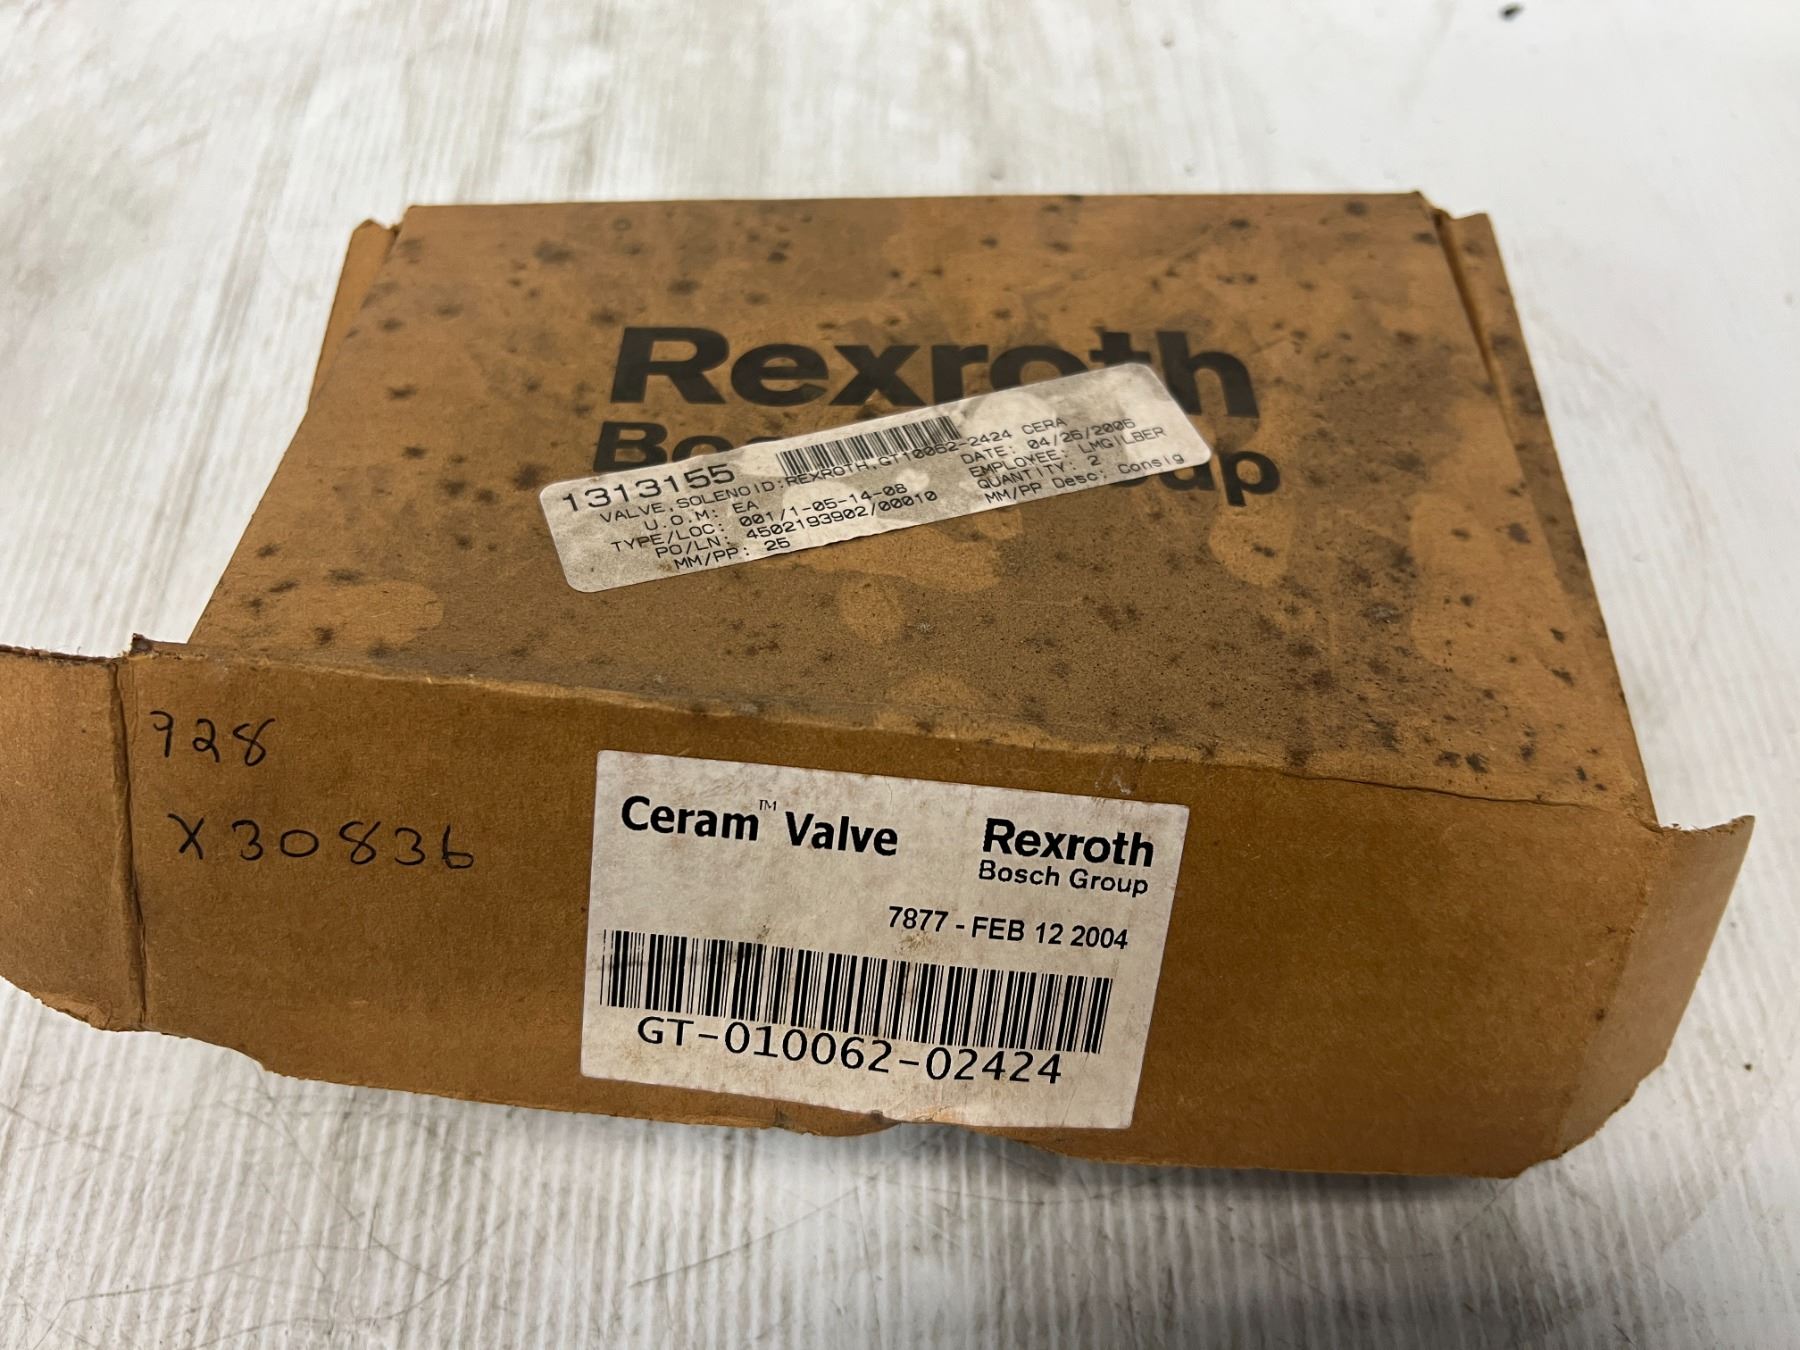 Rexroth
1313155
VALVE,SOLENOID:REXROTH,GT10062-2424 CERA
U.O.M: EA
DATE: 04/26/2006
TYPE/LOC: 001/1-05-14-08
EMPLOYEE: LMGILBER
PO/LN: 4502193902/00010
QUANTITY: 2
MM/PP: 25
MM/PP Desc: Consig
928
X30836
Ceram™ Valve
Rexroth
Bosch Group
7877 - FEB 12 2004
GT-010062-02424